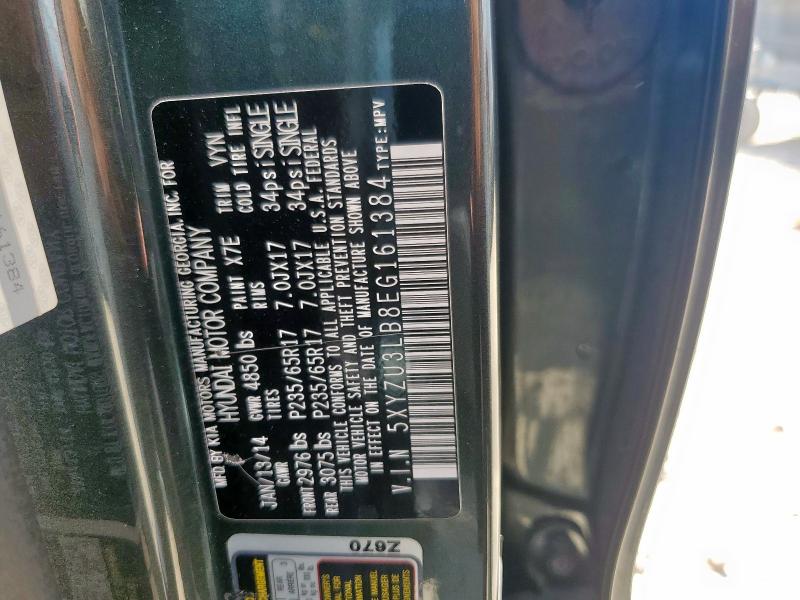 MFD BY KIA MOTORS MANUFACTURING GEORGIA, INC. FOR
HYUNDAI MOTOR COMPANY
JAN/13/14 GVWR 4850 lbs PAINT X7E TRIM VYN
GAWR TIRES RIMS COLD TIRE INFL
FRONT 2976 lbs P235/65R17 7.0JX17 34psi SINGLE
REAR 3075 lbs P235/65R17 7.0JX17 34psi SINGLE
THIS VEHICLE CONFORMS TO ALL APPLICABLE U.S.A. FEDERAL
MOTOR VEHICLE SAFETY AND THEFT PREVENTION STANDARDS
IN EFFECT ON THE DATE OF MANUFACTURE SHOWN ABOVE
V.I.N 5XYZU3LB8EG161384 TYPE:MPV
Z670
REAR
ARRIÈRE